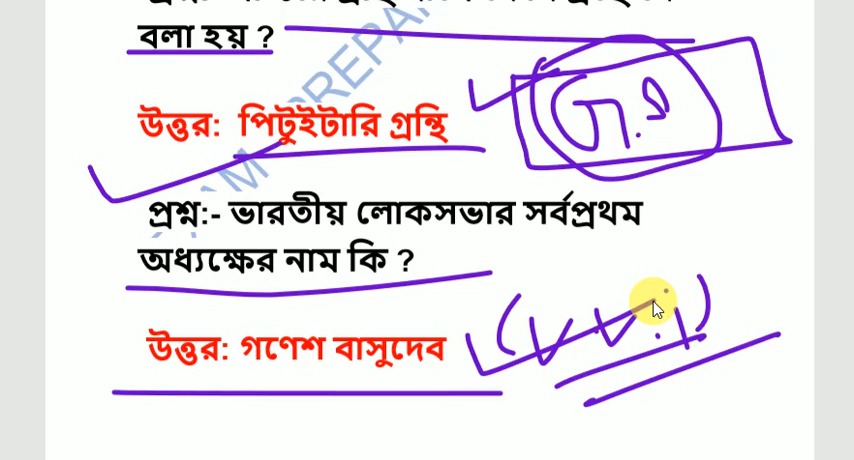 বলা হয় ?
উত্তর: পিটুইটারি গ্রন্থি
G.S
প্রশ্ন:- ভারতীয় লোকসভার সর্বপ্রথম
অধ্যক্ষের নাম কি ?
উত্তর: গণেশ বাসুদেব
(V V.I)